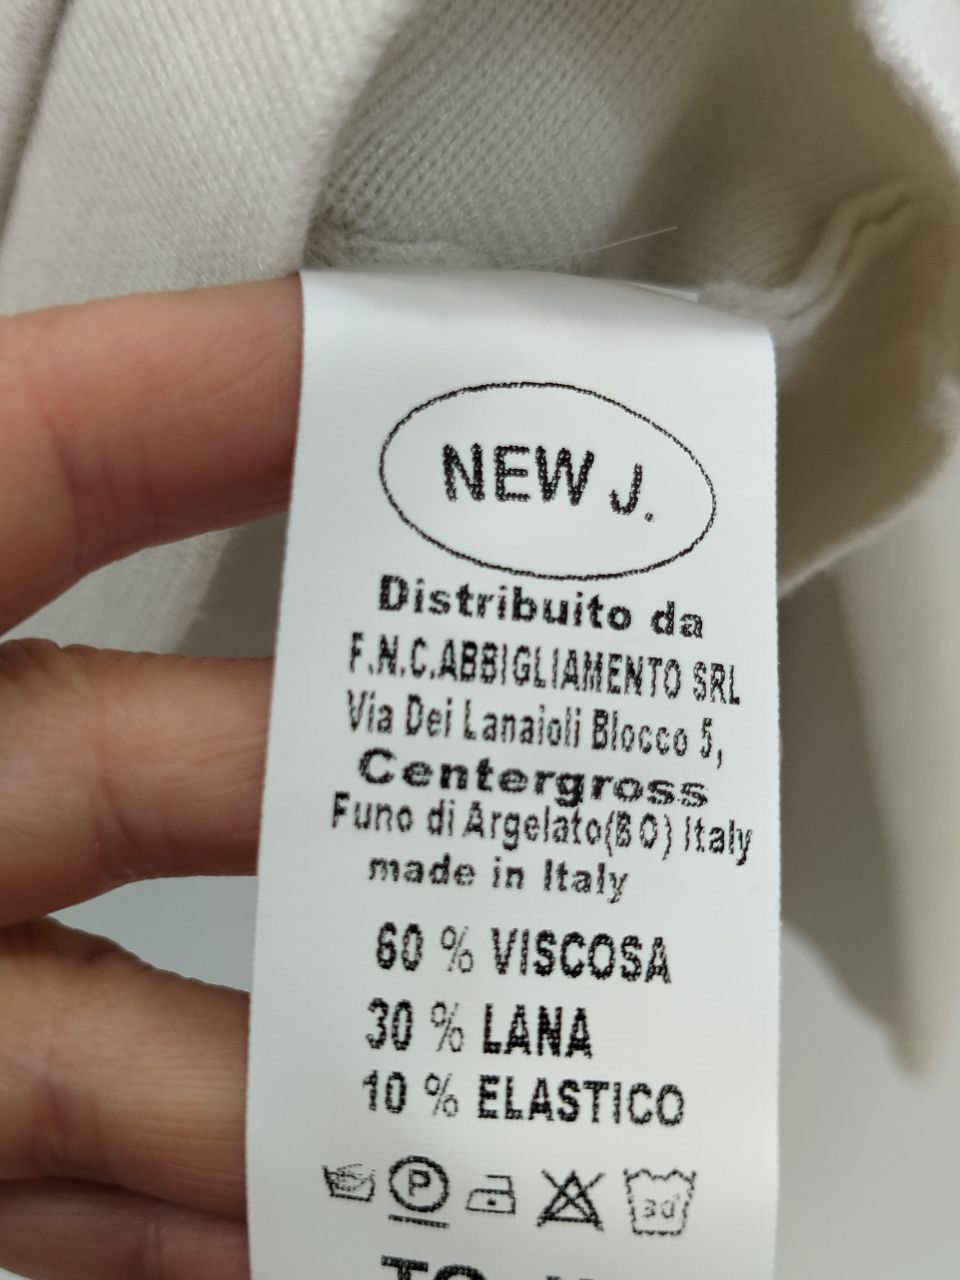 NEW J.
Distribuito da
F.N.C.ABBIGLIAMENTO SRL
Via Dei Lanaioli Blocco 5,
Centergross
Funo di Argelato(BO) Italy
made in Italy
60 % VISCOSA
30 % LANA
10 % ELASTICO
P 30°